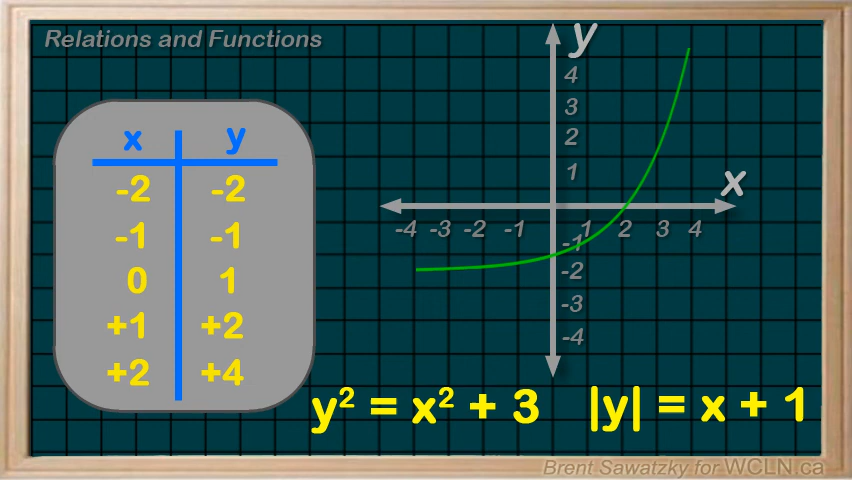 Relations and Functions
x y
-2 -2
-1 -1
0 1
+1 +2
+2 +4
y
4
3
2
1
x
-4 -3 -2 -1 1 2 3 4
-1
-2
-3
-4
y² = x² + 3
|y| = x + 1
Brent Sawatzky for WCLN.ca